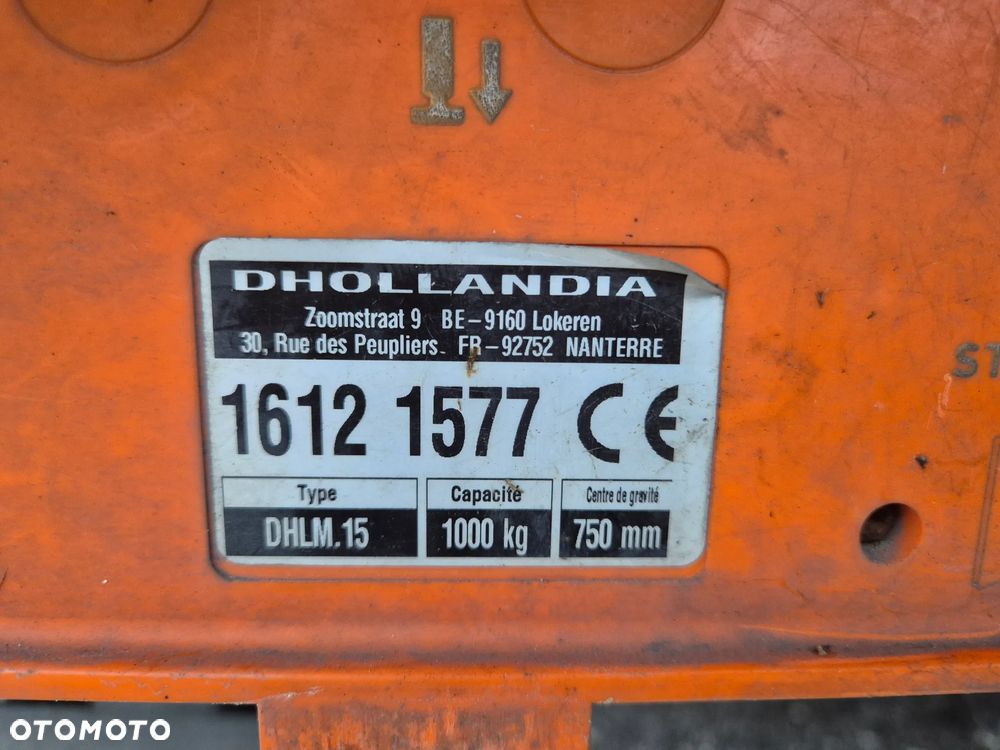 DHOLLANDIA
Zoomstraat 9 BE-9160 Lokeren
30, Rue des Peupliers FR-92752 NANTERRE
1612 1577 CE
Type Capacité Centre de gravité
DHLM.15 1000 kg 750 mm
ST
OTOMOTO